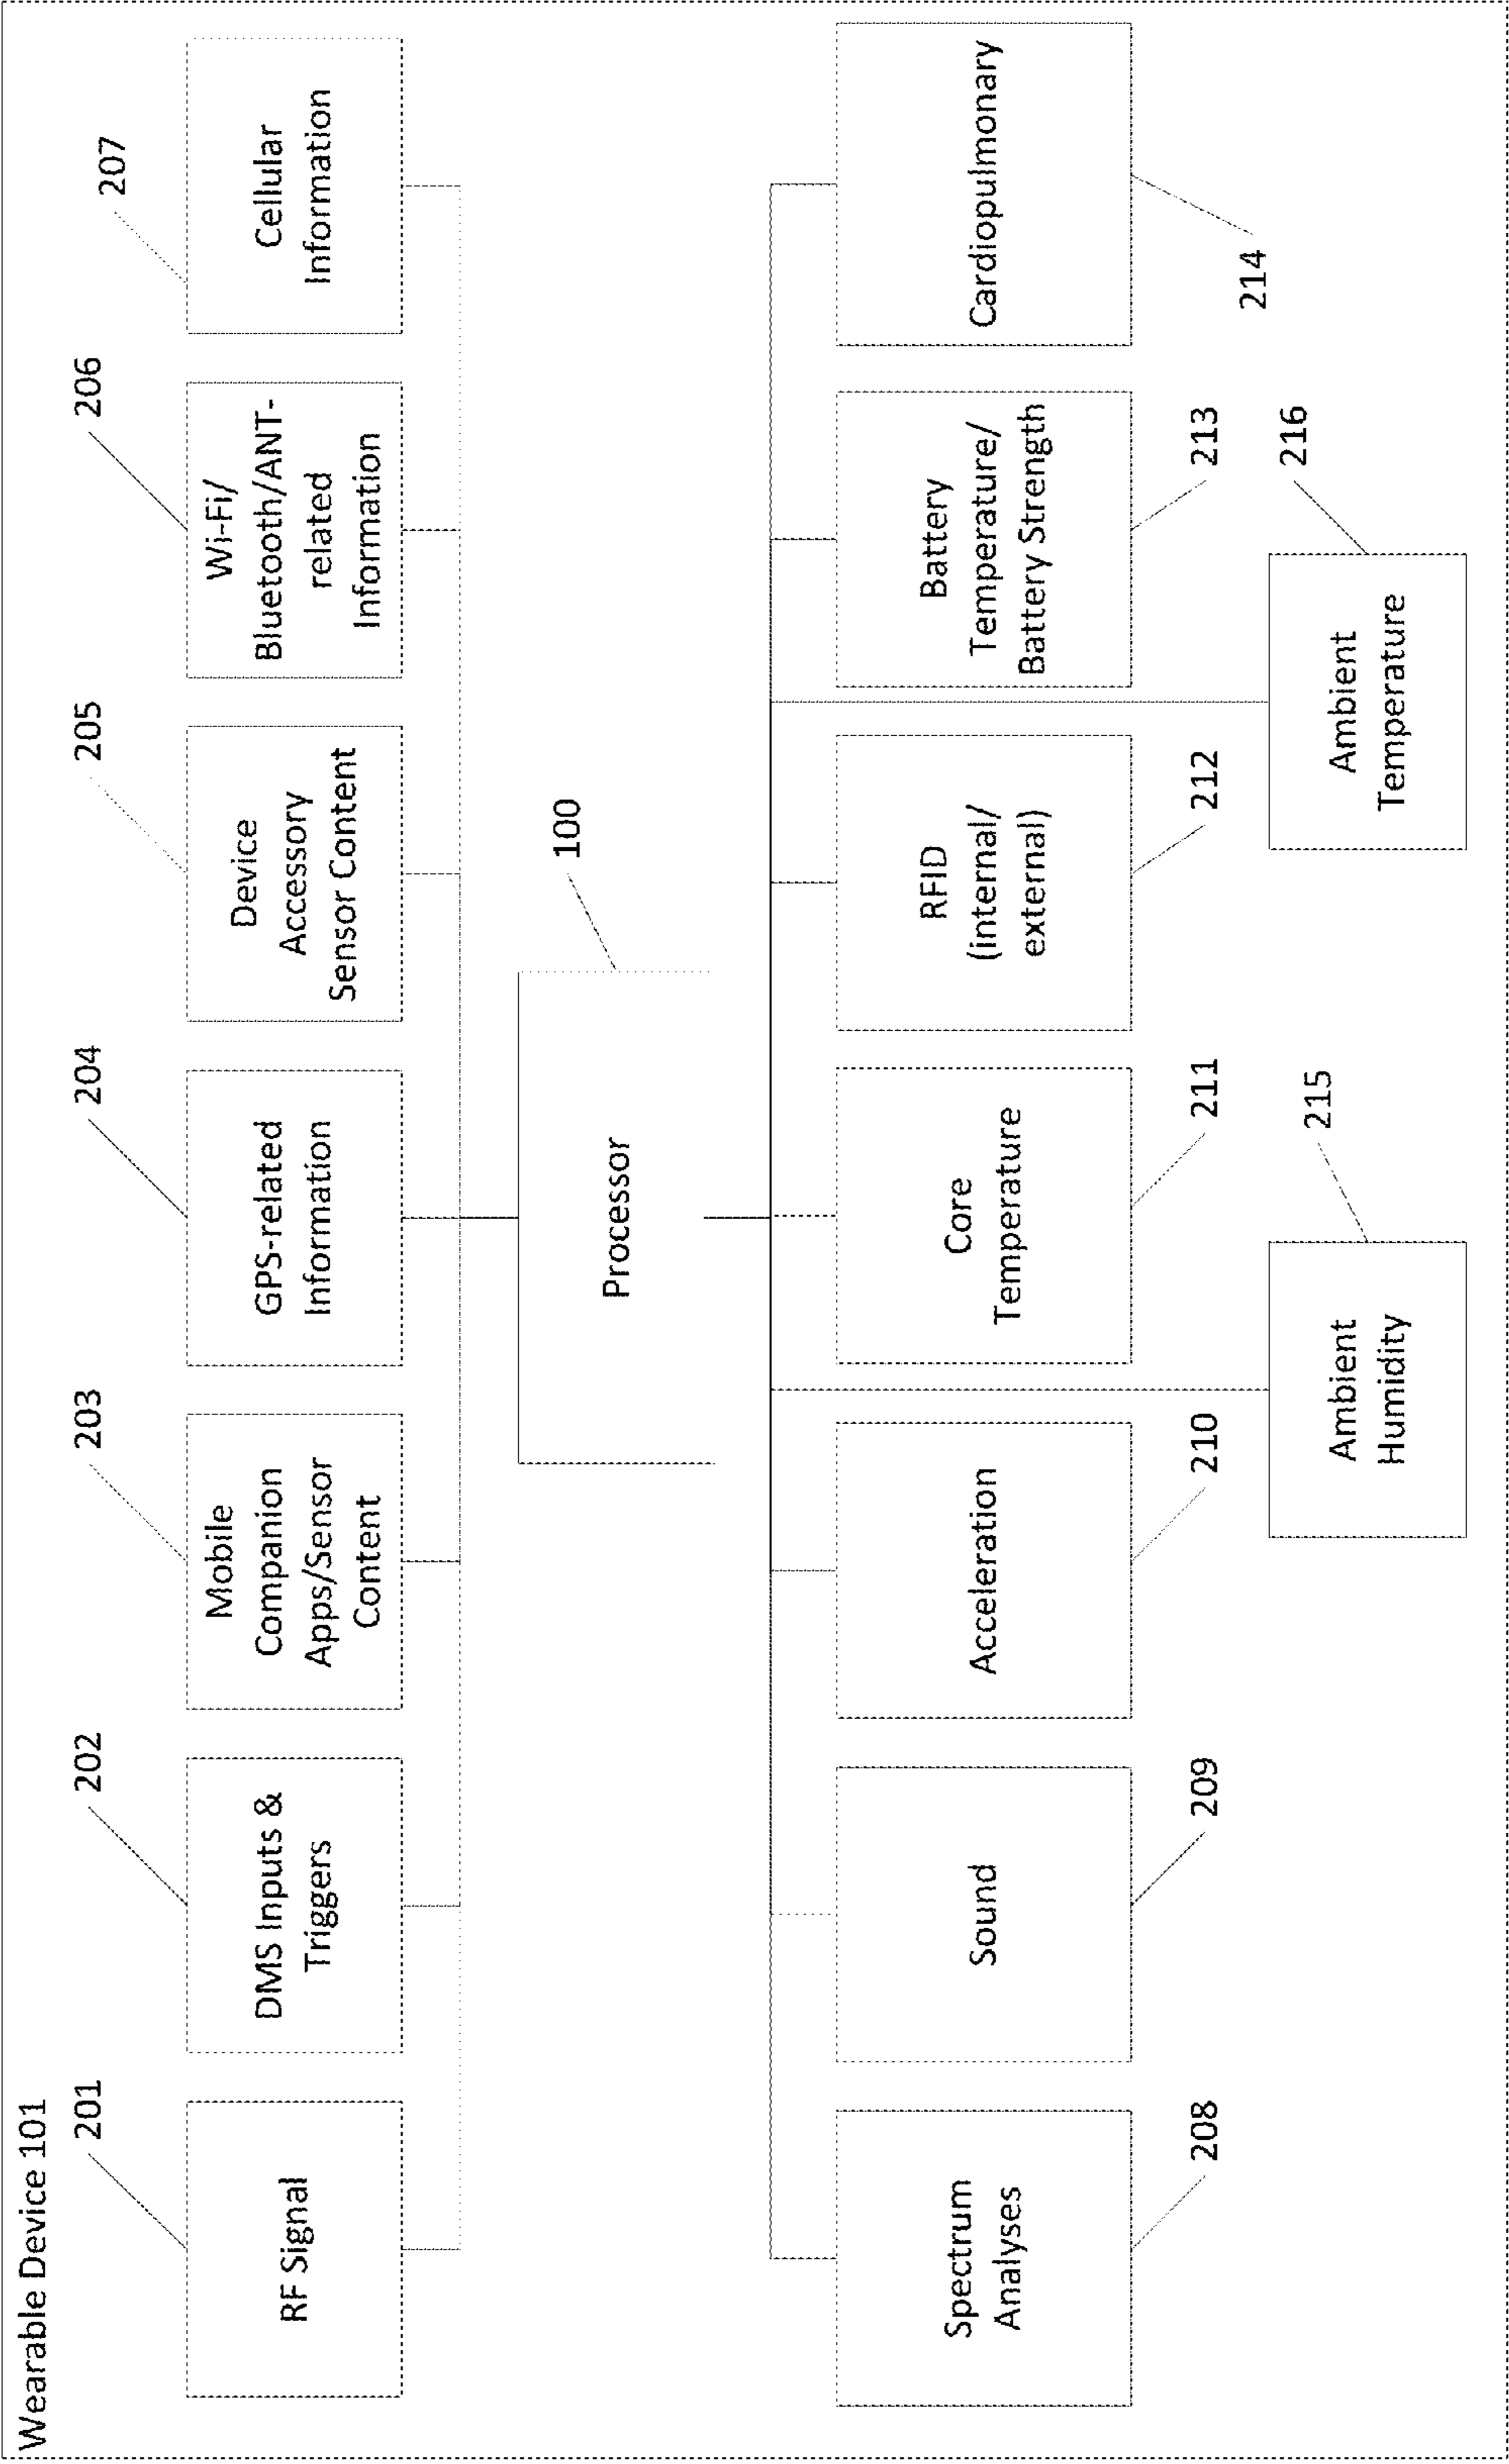 Wearable Device 101
201
202
203
204
205
206
207
RF Signal
DMS Inputs &
Triggers
Mobile
Companion
Apps/Sensor
Content
GPS-related
Information
Device
Accessory
Sensor Content
Wi-Fi/
Bluetooth/ANT-
related
Information
Cellular
Information
Processor
100
Spectrum
Analyses
Sound
Acceleration
Core
Temperature
RFID
(internal/
external)
Battery
Temperature/
Battery Strength
Cardiopulmonary
208
209
210
211
212
213
214
215
216
Ambient
Humidity
Ambient
Temperature